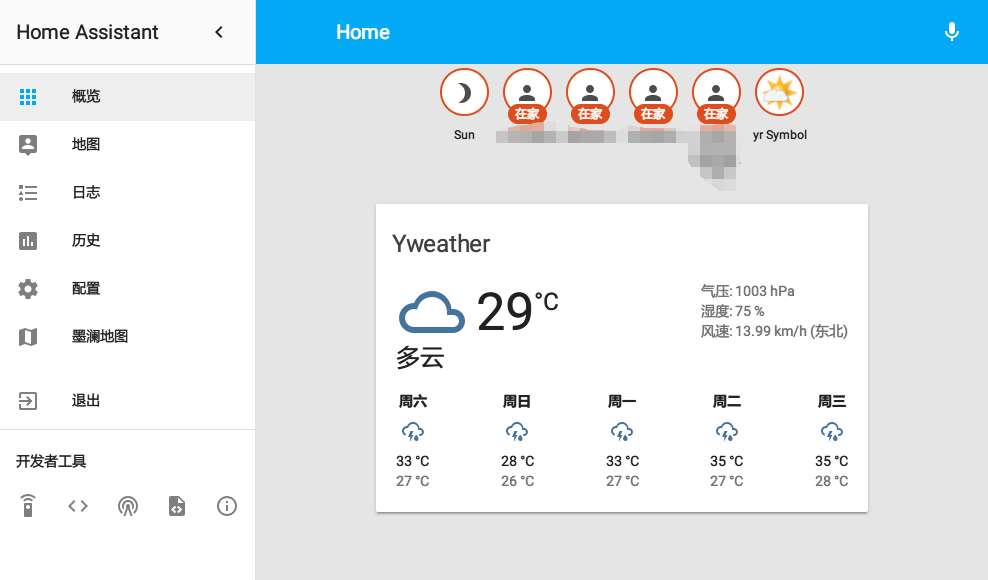 Home Assistant
概览
地图
日志
历史
配置
墨澜地图
退出
开发者工具
Home
在家 在家 在家 在家
Sun yr Symbol
Yweather
29 °C
多云
气压: 1003 hPa
湿度: 75 %
风速: 13.99 km/h (东北)
周六 周日 周一 周二 周三
33 °C 28 °C 33 °C 35 °C 35 °C
27 °C 26 °C 27 °C 27 °C 28 °C